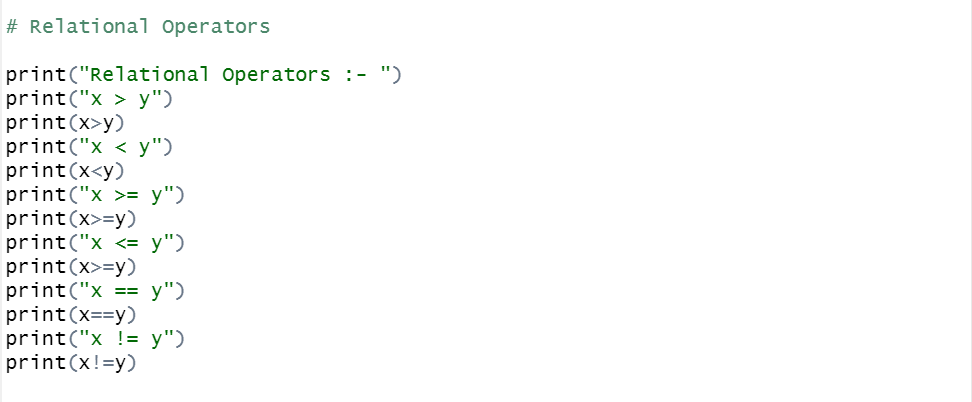 # Relational Operators
print("Relational Operators :- ")
print("x > y")
print(x>y)
print("x < y")
print(x<y)
print("x >= y")
print(x>=y)
print("x <= y")
print(x>=y)
print("x == y")
print(x==y)
print("x != y")
print(x!=y)